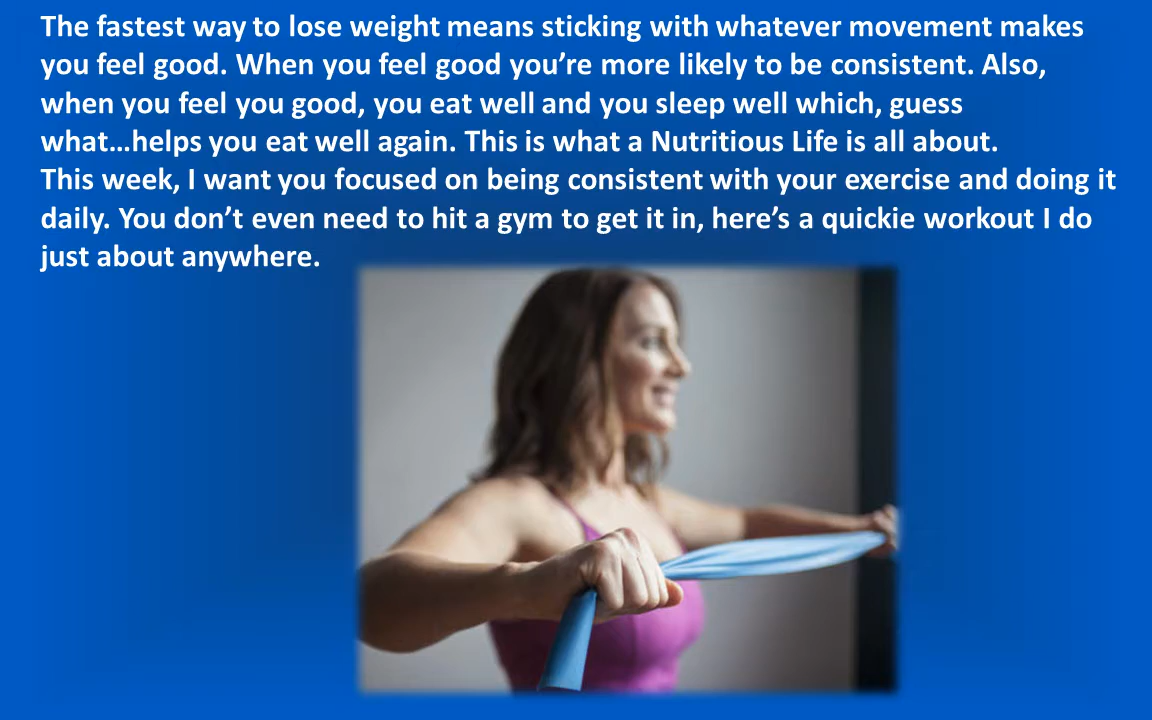 The fastest way to lose weight means sticking with whatever movement makes
you feel good. When you feel good you’re more likely to be consistent. Also,
when you feel you good, you eat well and you sleep well which, guess
what…helps you eat well again. This is what a Nutritious Life is all about.
This week, I want you focused on being consistent with your exercise and doing it
daily. You don’t even need to hit a gym to get it in, here’s a quickie workout I do
just about anywhere.